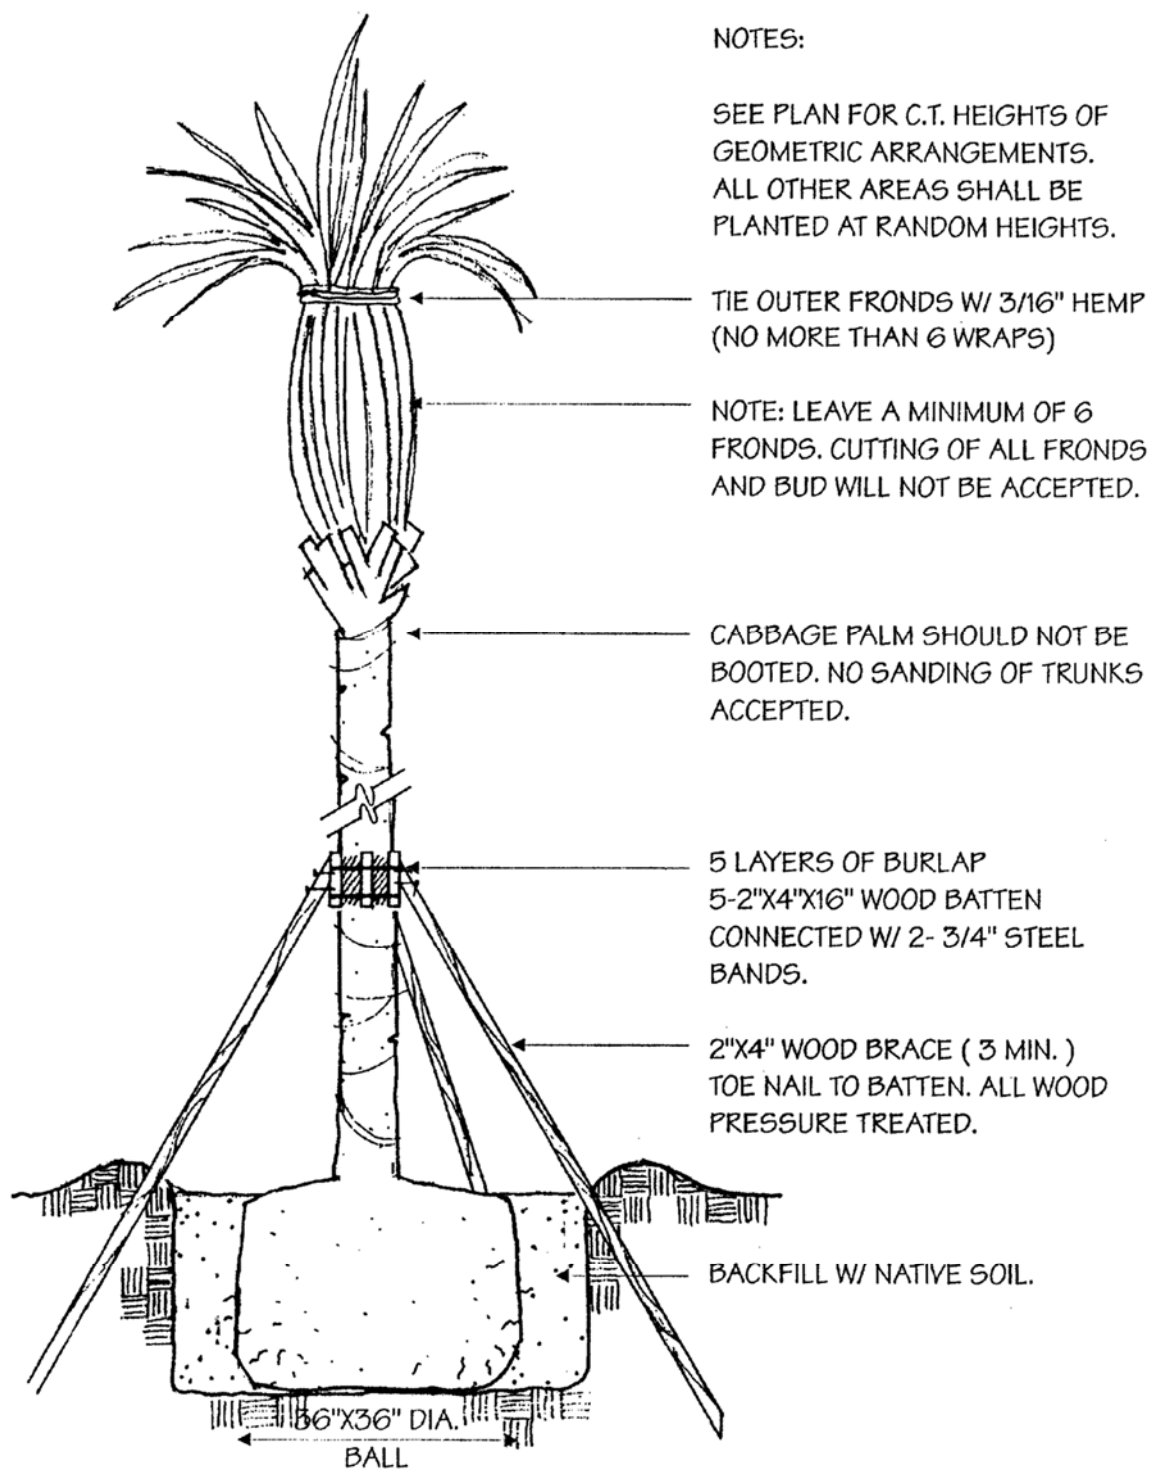 NOTES:
SEE PLAN FOR C.T. HEIGHTS OF
GEOMETRIC ARRANGEMENTS.
ALL OTHER AREAS SHALL BE
PLANTED AT RANDOM HEIGHTS.
TIE OUTER FRONDS W/ 3/16" HEMP
(NO MORE THAN 6 WRAPS)
NOTE: LEAVE A MINIMUM OF 6
FRONDS. CUTTING OF ALL FRONDS
AND BUD WILL NOT BE ACCEPTED.
CABBAGE PALM SHOULD NOT BE
BOOTED. NO SANDING OF TRUNKS
ACCEPTED.
5 LAYERS OF BURLAP
5-2"X4"X16" WOOD BATTEN
CONNECTED W/ 2- 3/4" STEEL
BANDS.
2"X4" WOOD BRACE ( 3 MIN. )
TOE NAIL TO BATTEN. ALL WOOD
PRESSURE TREATED.
BACKFILL W/ NATIVE SOIL.
36"X36" DIA.
BALL